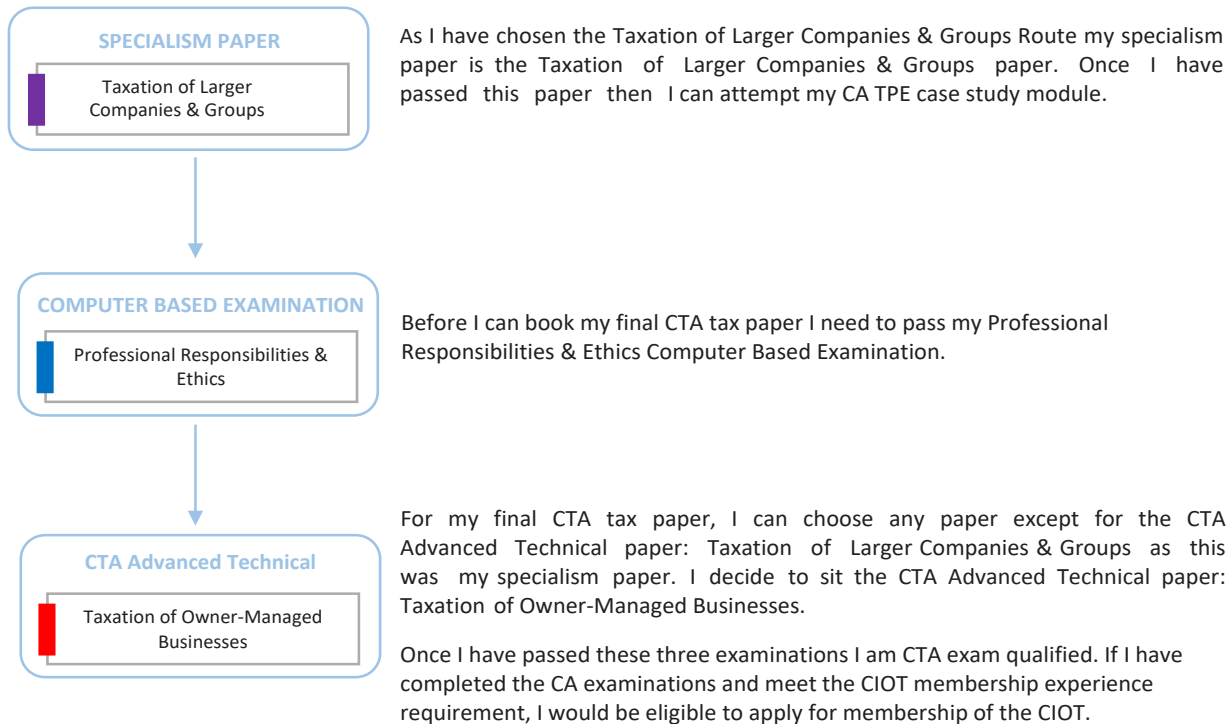 SPECIALISM PAPER
Taxation of Larger
Companies & Groups
As I have chosen the Taxation of Larger Companies & Groups Route my specialism
paper is the Taxation of Larger Companies & Groups paper. Once I have
passed this paper then I can attempt my CA TPE case study module.
COMPUTER BASED EXAMINATION
Professional Responsibilities &
Ethics
Before I can book my final CTA tax paper I need to pass my Professional
Responsibilities & Ethics Computer Based Examination.
CTA Advanced Technical
Taxation of Owner-Managed
Businesses
For my final CTA tax paper, I can choose any paper except for the CTA
Advanced Technical paper: Taxation of Larger Companies & Groups as this
was my specialism paper. I decide to sit the CTA Advanced Technical paper:
Taxation of Owner-Managed Businesses.
Once I have passed these three examinations I am CTA exam qualified. If I have
completed the CA examinations and meet the CIOT membership experience
requirement, I would be eligible to apply for membership of the CIOT.